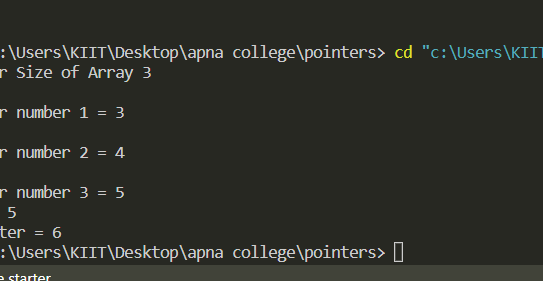 :\Users\KIIT\Desktop\apna college\pointers> cd "c:\Users\KIIT
r Size of Array 3
r number 1 = 3
r number 2 = 4
r number 3 = 5
5
ter = 6
:\Users\KIIT\Desktop\apna college\pointers>
e starter